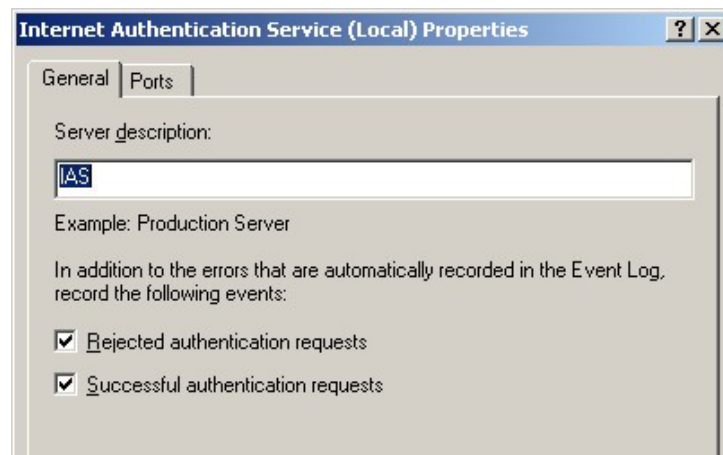 Internet Authentication Service (Local) Properties
General
Ports
Server description:
IAS
Example: Production Server
In addition to the errors that are automatically recorded in the Event Log,
record the following events:
Rejected authentication requests
Successful authentication requests